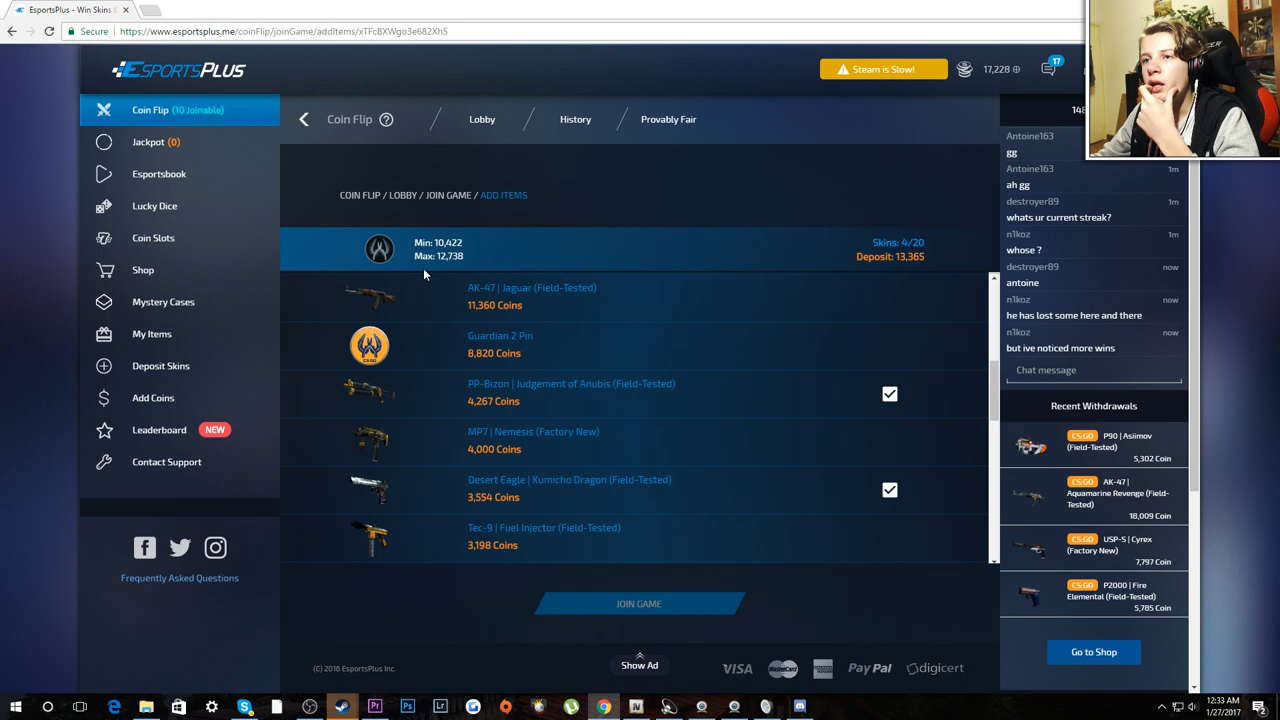 EsportsPlus - Win Skins
Secure
https://www.esportsplus.me/coinFlip/joinGame/addItems/xTFcBXWgo3e682Xh5
ESPORTSPLUS
Steam is Slow!
17,228
17
Coin Flip (10 Joinable)
Jackpot (0)
Esportsbook
Lucky Dice
Coin Slots
Shop
Mystery Cases
My Items
Deposit Skins
Add Coins
Leaderboard NEW
Contact Support
Frequently Asked Questions
Coin Flip
Lobby
History
Provably Fair
COIN FLIP / LOBBY / JOIN GAME / ADD ITEMS
Min: 10,422
Max: 12,738
Skins: 4/20
Deposit: 13,365
AK-47 | Jaguar (Field-Tested)
11,360 Coins
Guardian 2 Pin
8,820 Coins
PP-Bizon | Judgement of Anubis (Field-Tested)
4,267 Coins
MP7 | Nemesis (Factory New)
4,000 Coins
Desert Eagle | Kumicho Dragon (Field-Tested)
3,554 Coins
Tec-9 | Fuel Injector (Field-Tested)
3,198 Coins
JOIN GAME
(C) 2016 EsportsPlus Inc.
Show Ad
VISA
MasterCard
PayPal
digicert
148
Antoine163
gg
Antoine163 1m
ah gg
destroyer89 1m
whats ur current streak?
n1koz 1m
whose ?
destroyer89 now
antoine
n1koz now
he has lost some here and there
n1koz now
but ive noticed more wins
Chat message
Recent Withdrawals
CS:GO P90 | Asiimov
(Field-Tested)
5,302 Coin
CS:GO AK-47 |
Aquamarine Revenge (Field-
Tested)
18,009 Coin
CS:GO USP-S | Cyrex
(Factory New)
7,797 Coin
CS:GO P2000 | Fire
Elemental (Field-Tested)
5,785 Coin
Go to Shop
12:33 AM
1/27/2017
2